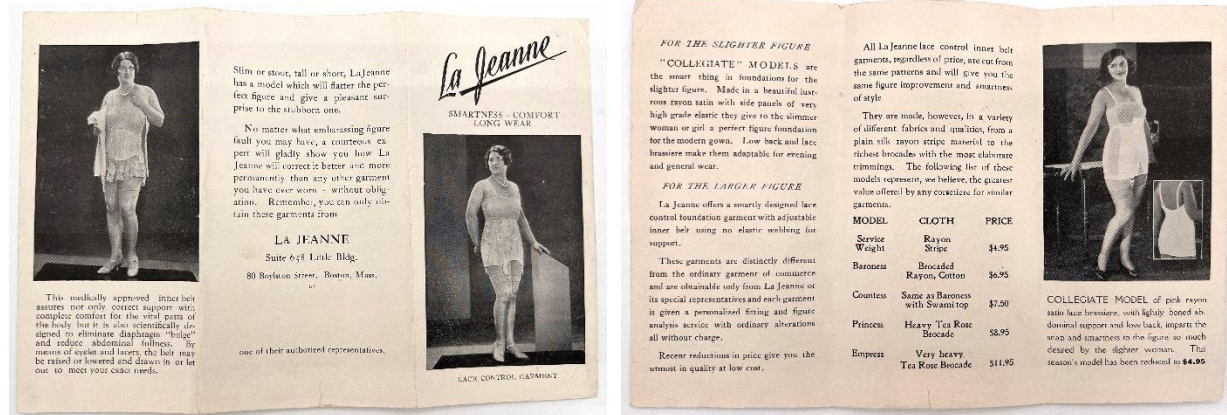 This medically approved inner belt
assures not only correct support with
complete comfort for the vital parts of
the body but it is also scientifically de-
signed to eliminate diaphragm "bulge"
and reduce abdominal fullness. By
means of eyelet and lacers, the belt may
be raised or lowered and drawn in or let
out to meet your exact needs.
Slim or stout, tall or short, LaJeanne
has a model which will flatter the per-
fect figure and give a pleasant sur-
prise to the stubborn one.
No matter what embarassing figure
fault you may have, a courteous ex-
pert will gladly show you how La
Jeanne will correct it better and more
permanently than any other garment
you have ever worn - without oblig-
ation. Remember, you can only ob-
tain these garments from
LA JEANNE
Suite 658 Little Bldg.
80 Boylston Street, Boston, Mass.
or
one of their authorized representatives.
La Jeanne
SMARTNESS - COMFORT
LONG WEAR
LACE CONTROL GARMENT
FOR THE SLIGHTER FIGURE
"COLLEGIATE" MODELS are
the smart thing in foundations for the
slighter figure. Made in a beautiful lust-
rous rayon satin with side panels of very
high grade elastic they give to the slimmer
woman or girl a perfect figure foundation
for the modern gown. Low back and lace
brassiere make them adaptable for evening
and general wear.
FOR THE LARGER FIGURE
La Jeanne offers a smartly designed lace
control foundation garment with adjustable
inner belt using no elastic webbing for
support.
These garments are distinctly different
from the ordinary garment of commerce
and are obtainable only from La Jeanne or
its special representatives and each garment
is given a personalized fitting and figure
analysis service with ordinary alterations
all without charge.
Recent reductions in price give you the
utmost in quality at low cost.
All La Jeanne lace control inner belt
garments, regardless of price, are cut from
the same patterns and will give you the
same figure improvement and smartness
of style
They are made, however, in a variety
of different fabrics and qualities, from a
plain silk rayon stripe material to the
richest brocades with the most elaborate
trimmings. The following list of these
models represent, we believe, the greatest
value offered by any corsetiere for similar
garments.
MODEL CLOTH PRICE
Service Weight Rayon Stripe $4.95
Baroness Brocaded Rayon, Cotton $6.95
Countess Same as Baroness with Swami top $7.50
Princess Heavy Tea Rose Brocade $8.95
Empress Very heavy Tea Rose Brocade $11.95
COLLEGIATE MODEL of pink rayon
satin lace brassiere, with lightly boned ab-
dominal support and low back, imparts the
snap and smartness to the figure so much
desired by the slighter woman. This
season's model has been reduced to $4.95